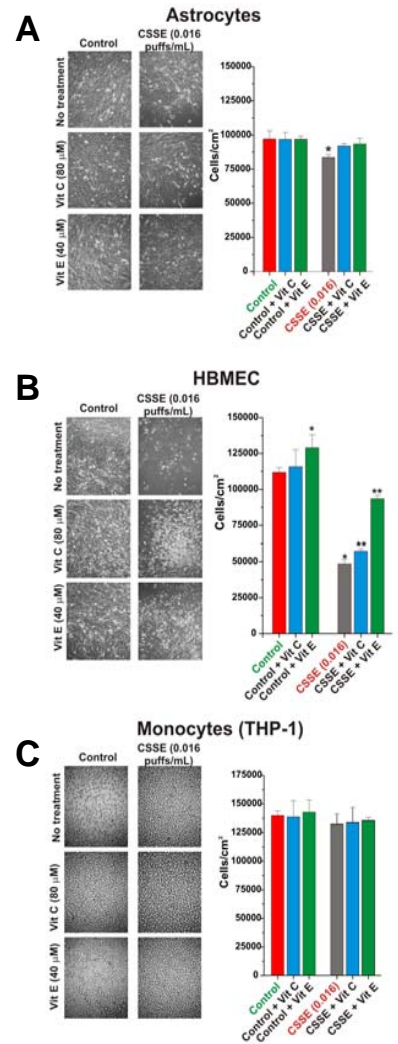 A
Astrocytes
Control
CSSE (0.016
puffs/mL)
No treatment
Vit C (80 µM)
Vit E (40 µM)
Cells/cm²
150000
125000
100000
75000
50000
25000
0
*
Control
Control + Vit C
Control + Vit E
CSSE (0.016)
CSSE + Vit C
CSSE + Vit E
B
HBMEC
Control
CSSE (0.016
puffs/mL)
No treatment
Vit C (80 µM)
Vit E (40 µM)
Cells/cm²
150000
125000
100000
75000
50000
25000
0
*
*
**
**
Control
Control + Vit C
Control + Vit E
CSSE (0.016)
CSSE + Vit C
CSSE + Vit E
C
Monocytes (THP-1)
Control
CSSE (0.016
puffs/mL)
No treatment
Vit C (80 µM)
Vit E (40 µM)
Cells/cm²
175000
150000
125000
100000
75000
50000
25000
0
Control
Control + Vit C
Control + Vit E
CSSE (0.016)
CSSE + Vit C
CSSE + Vit E